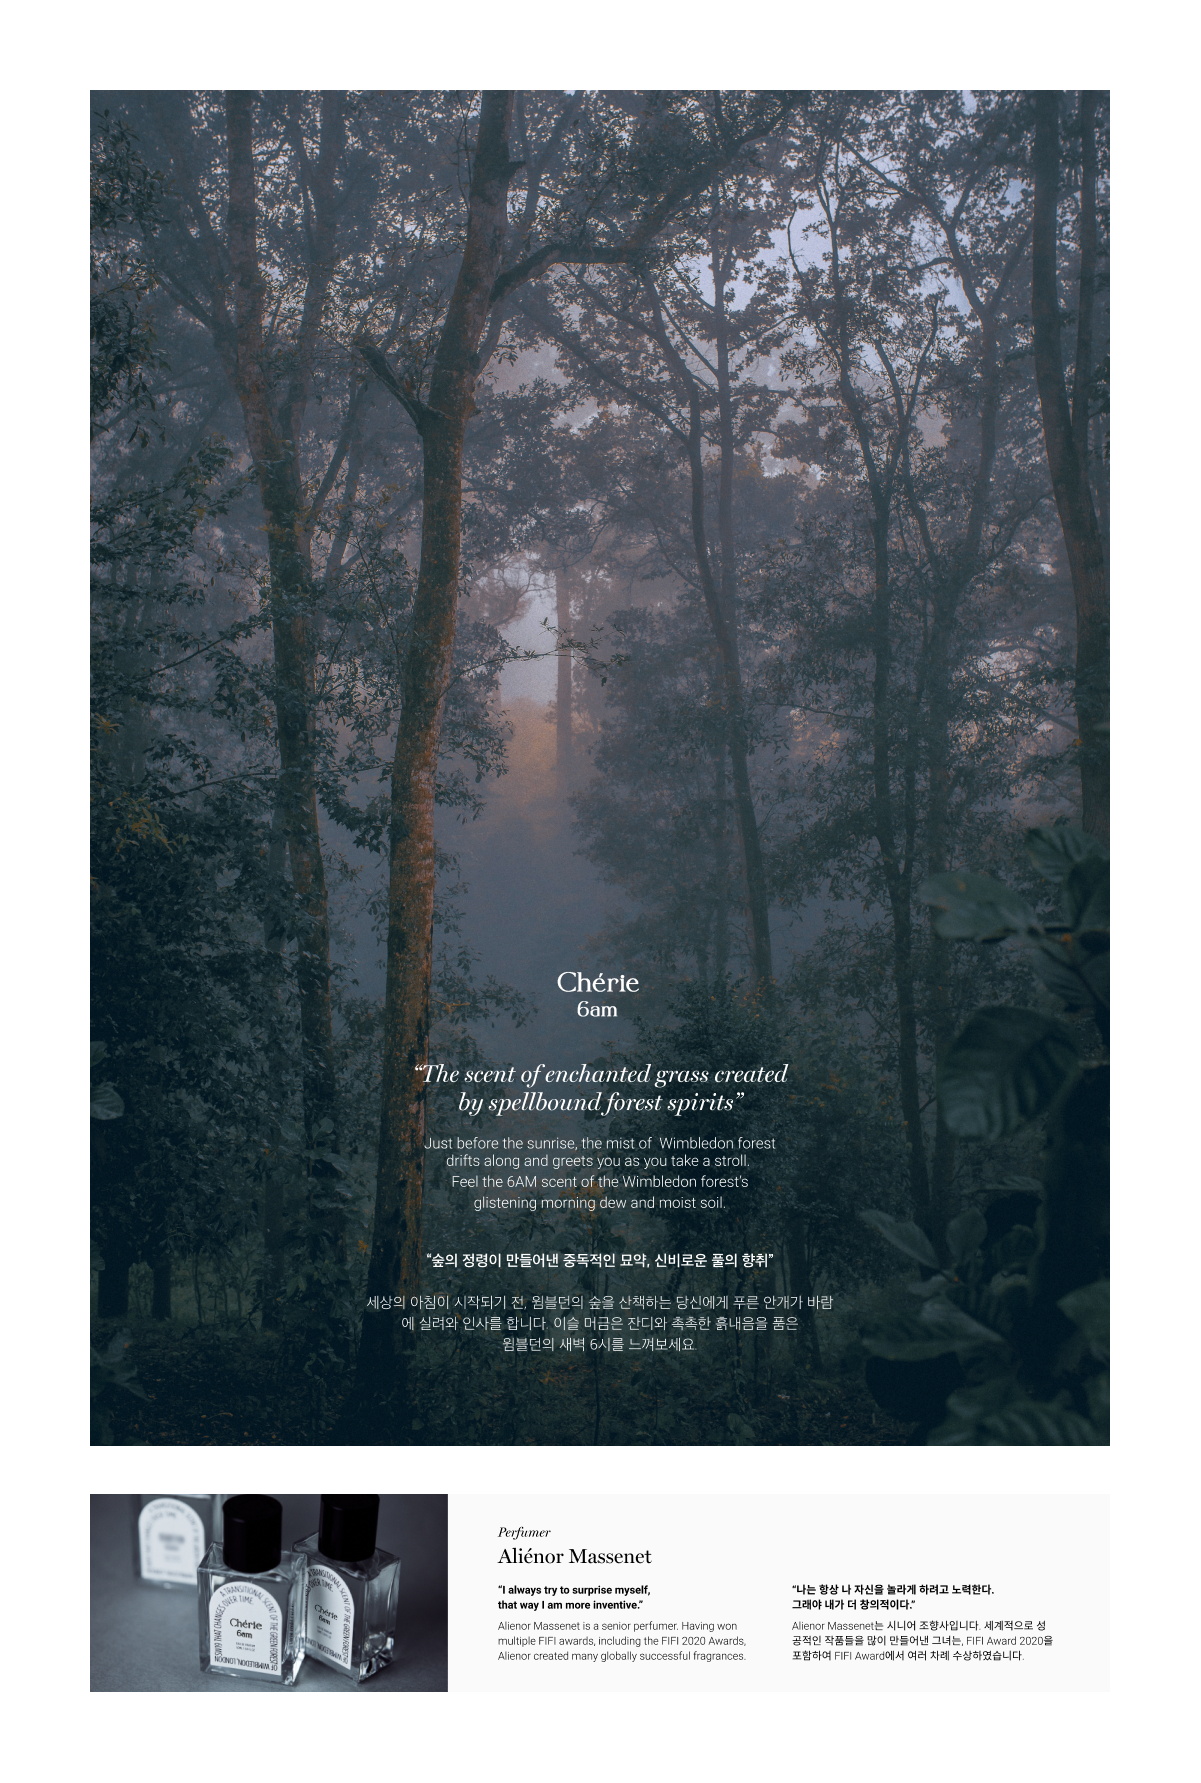 Chérie
6am
“The scent of enchanted grass created
by spellbound forest spirits”
Just before the sunrise, the mist of  Wimbledon forest
drifts along and greets you as you take a stroll.
Feel the 6AM scent of the Wimbledon forest's
glistening morning dew and moist soil.
“숲의 정령이 만들어낸 중독적인 묘약, 신비로운 풀의 향취”
세상의 아침이 시작되기 전, 윔블던의 숲을 산책하는 당신에게 푸른 안개가 바람
에 실려와 인사를 합니다. 이슬 머금은 잔디와 촉촉한 흙내음을 품은
윔블던의 새벽 6시를 느껴보세요.
A TRANSITIONAL SCENT OF THE GREEN FOREST
OF WIMBLEDON, LONDON
6AM THAT CHANGES OVER TIME.
Chérie
6am
Chérie
6am
Perfumer
Aliénor Massenet
“I always try to surprise myself,
that way I am more inventive.”
Alienor Massenet is a senior perfumer. Having won
multiple FIFI awards, including the FIFI 2020 Awards,
Alienor created many globally successful fragrances.
“나는 항상 나 자신을 놀라게 하려고 노력한다.
그래야 내가 더 창의적이다.”
Alienor Massenet는 시니어 조향사입니다. 세계적으로 성
공적인 작품들을 많이 만들어낸 그녀는, FIFI Award 2020을
포함하여 FIFI Award에서 여러 차례 수상하였습니다.